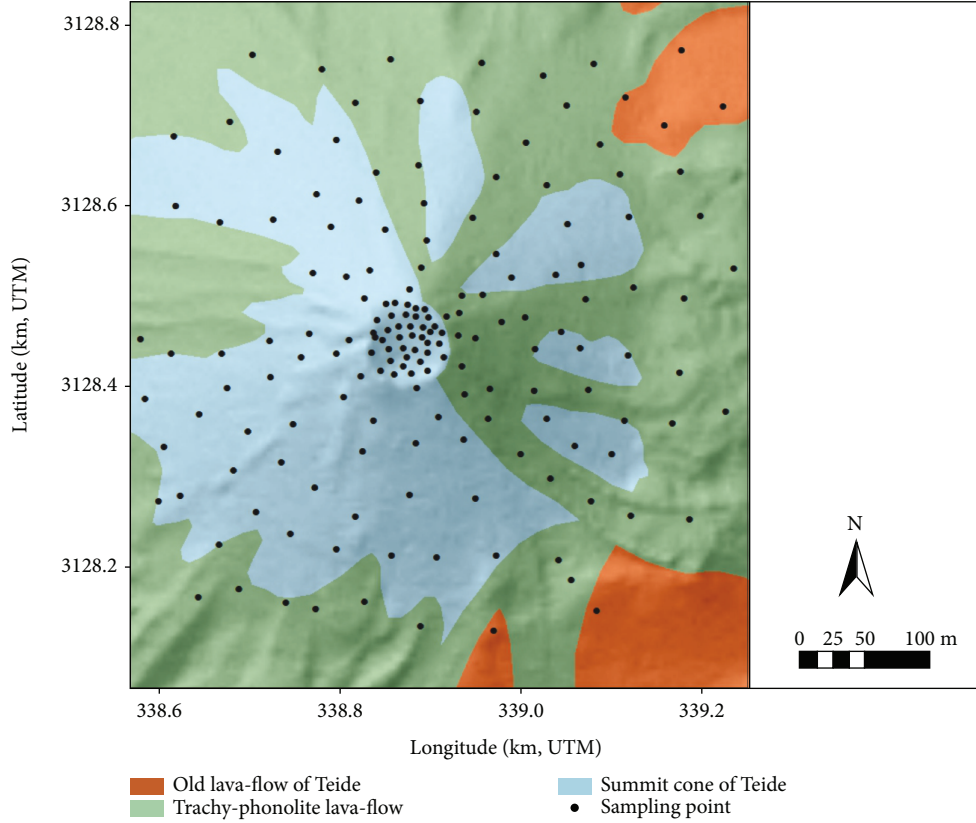 3128.8
3128.6
3128.4
3128.2
Latitude (km, UTM)
338.6 338.8 339.0 339.2
Longitude (km, UTM)
N
0 25 50 100 m
Old lava-flow of Teide
Trachy-phonolite lava-flow
Summit cone of Teide
Sampling point